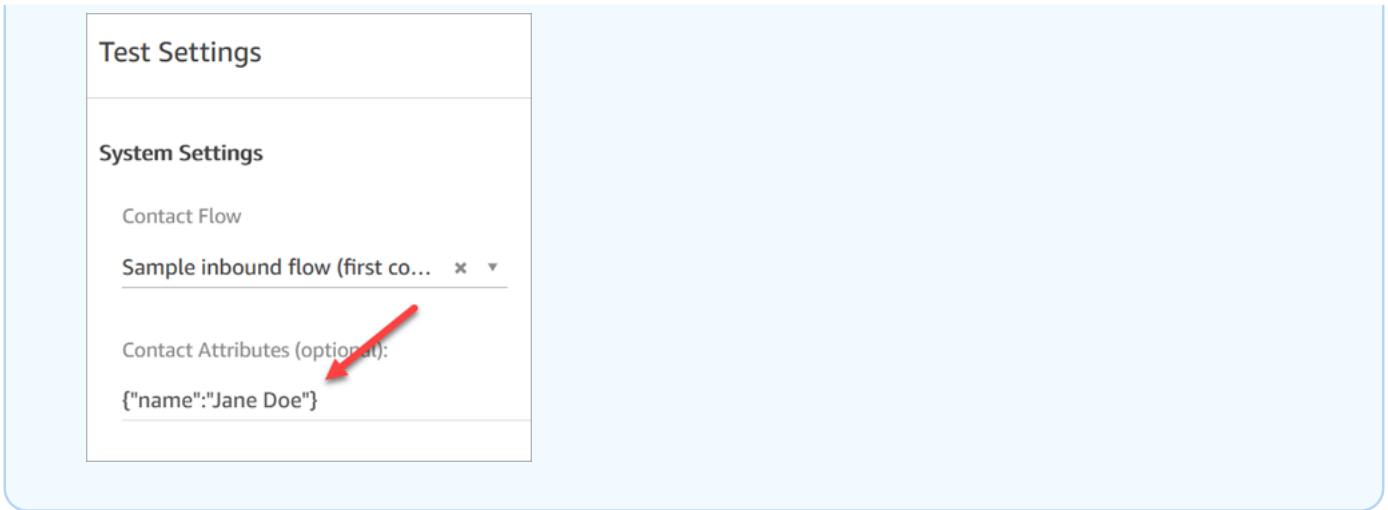 Test Settings
System Settings
Contact Flow
Sample inbound flow (first co...
Contact Attributes (optional):
{"name":"Jane Doe"}